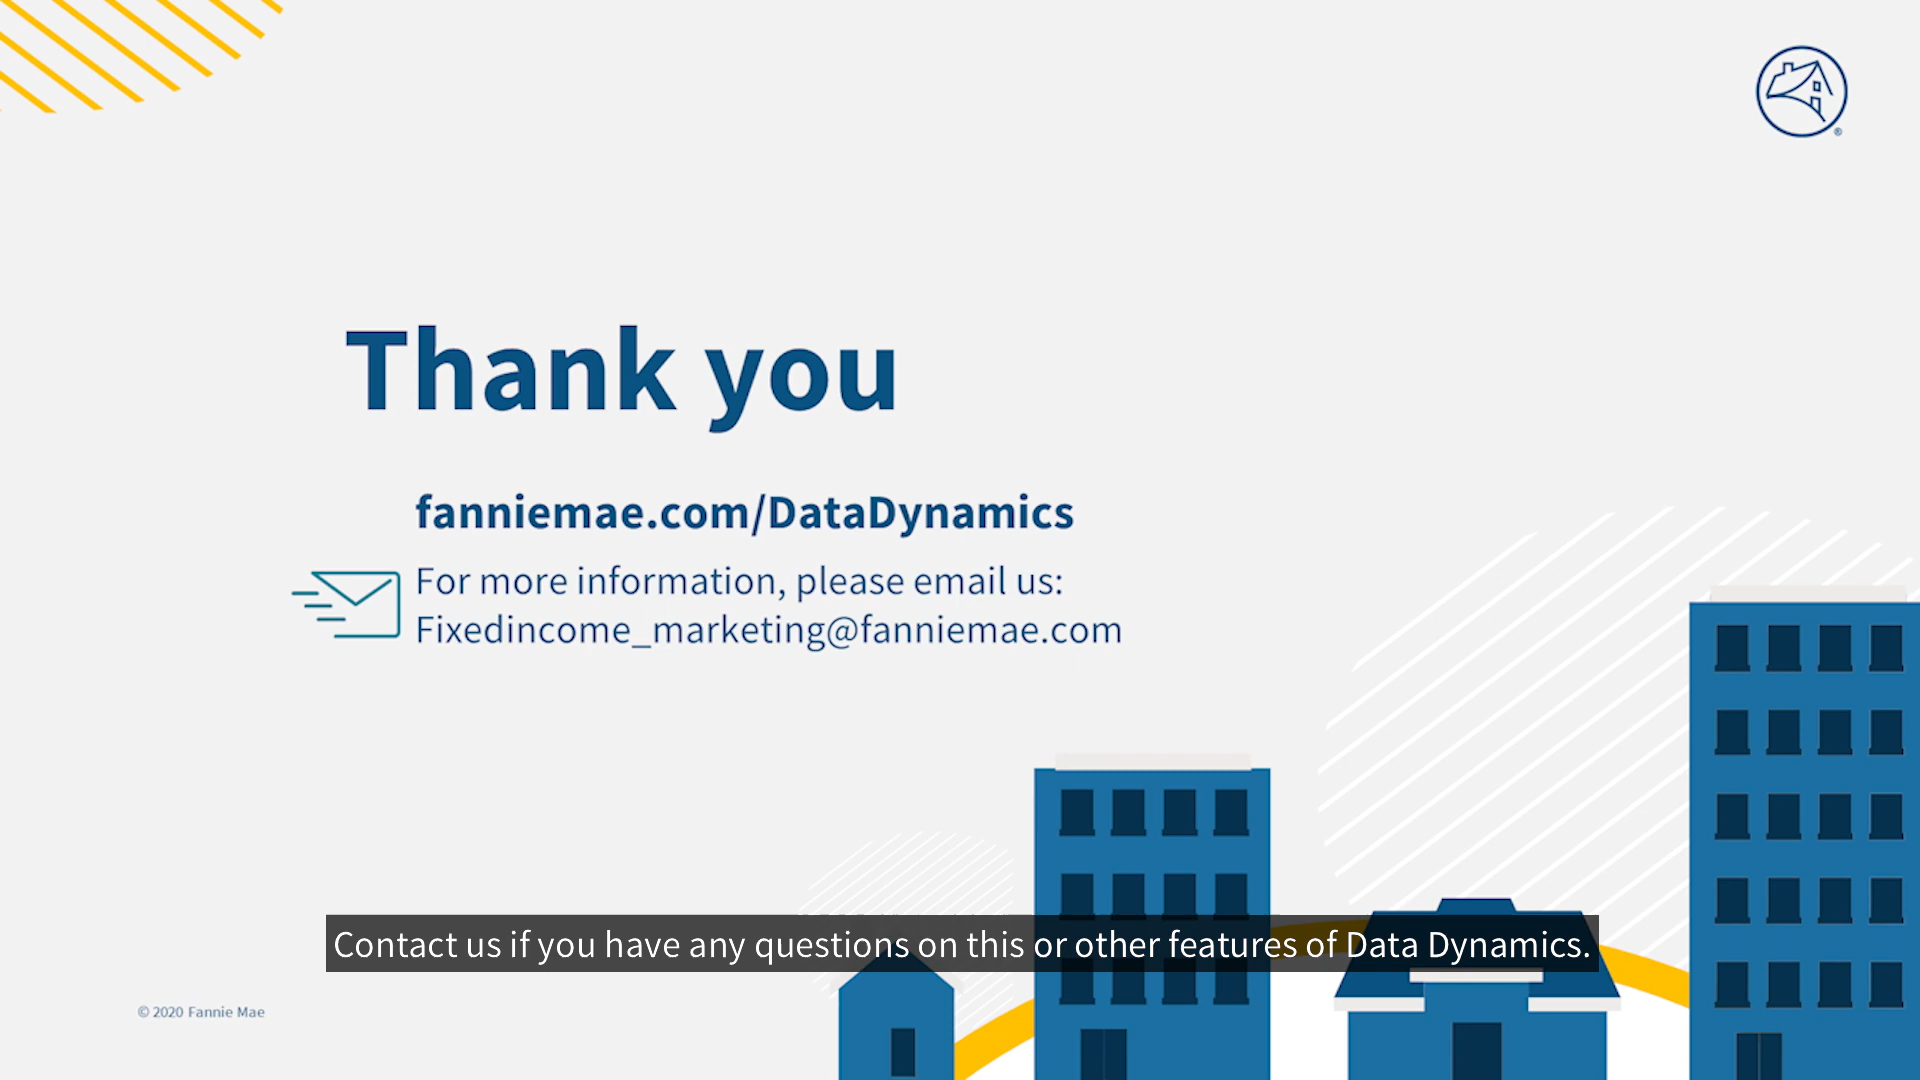 ®
Thank you
fanniemae.com/DataDynamics
For more information, please email us:
Fixedincome_marketing@fanniemae.com
Contact us if you have any questions on this or other features of Data Dynamics.
© 2020 Fannie Mae